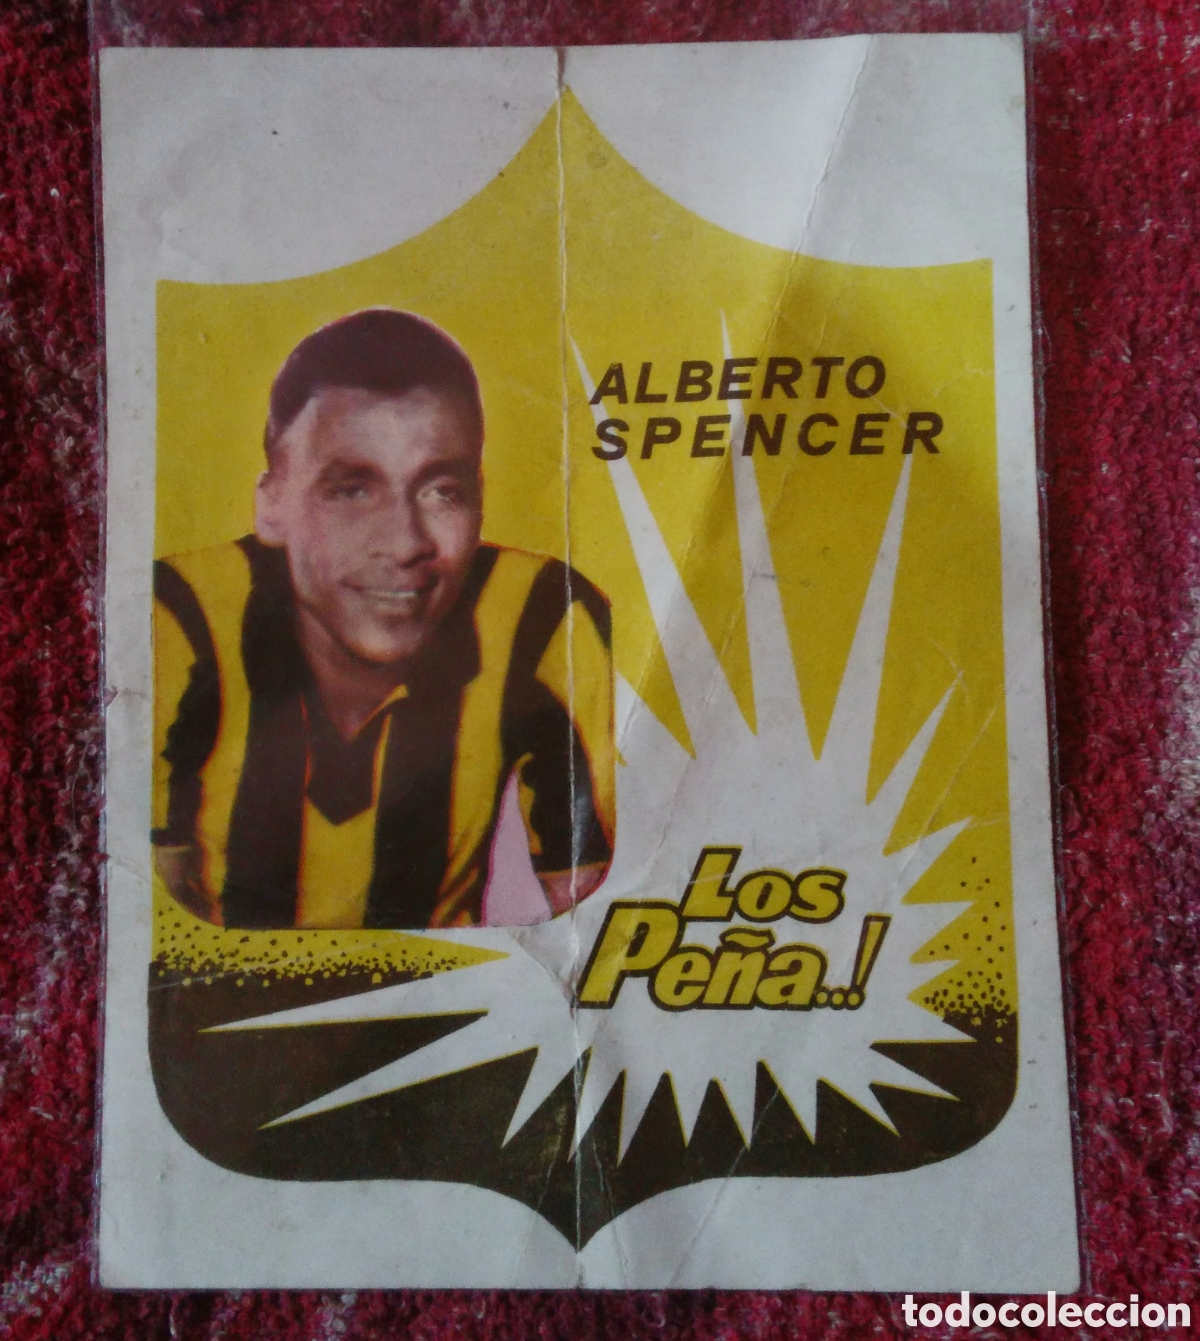 ALBERTO
SPENCER
Los
Peña...!
todocoleccion